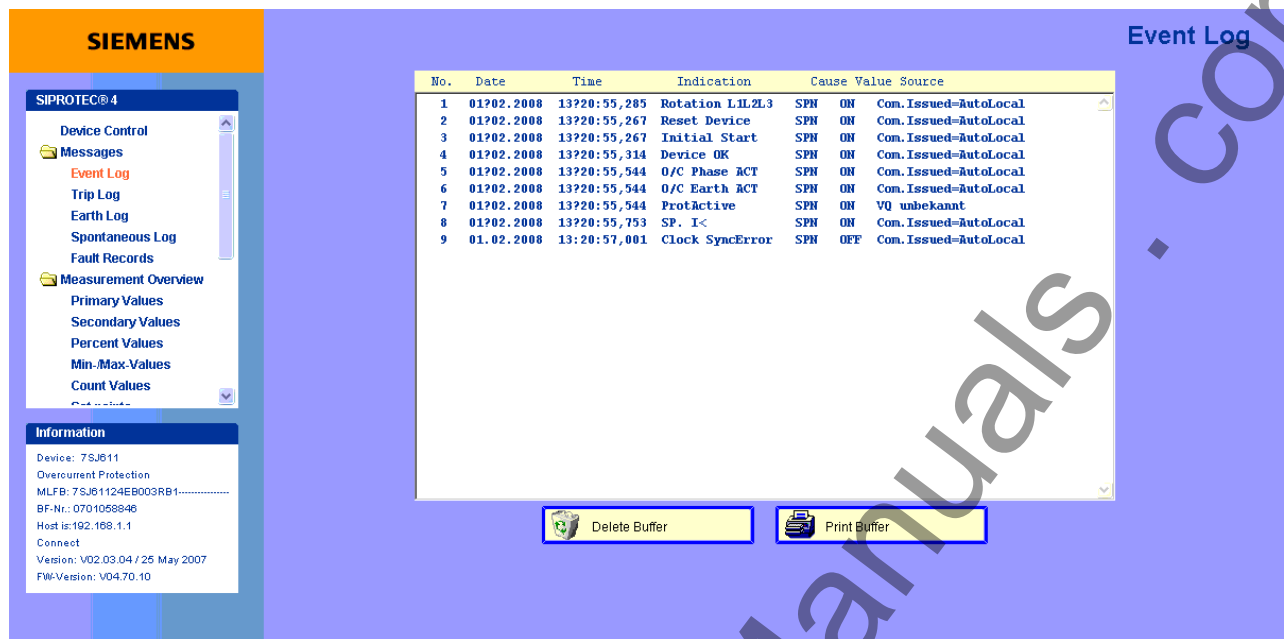 SIEMENS
Event Log
SIPROTEC® 4
Device Control
Messages
Event Log
Trip Log
Earth Log
Spontaneous Log
Fault Records
Measurement Overview
Primary Values
Secondary Values
Percent Values
Min-/Max-Values
Count Values
Information
Device: 7SJ611
Overcurrent Protection
MLFB: 7SJ61124EB003RB1---------------
BF-Nr.: 0701058846
Host is:192.168.1.1
Connect
Version: V02.03.04 / 25 May 2007
FW-Version: V04.70.10
No. Date Time Indication Cause Value Source
1 01?02.2008 13?20:55,285 Rotation L1L2L3 SPN ON Com.Issued=AutoLocal
2 01?02.2008 13?20:55,267 Reset Device SPN ON Com.Issued=AutoLocal
3 01?02.2008 13?20:55,267 Initial Start SPN ON Com.Issued=AutoLocal
4 01?02.2008 13?20:55,314 Device OK SPN ON Com.Issued=AutoLocal
5 01?02.2008 13?20:55,544 O/C Phase ACT SPN ON Com.Issued=AutoLocal
6 01?02.2008 13?20:55,544 O/C Earth ACT SPN ON Com.Issued=AutoLocal
7 01?02.2008 13?20:55,544 ProtActive SPN ON VQ unbekannt
8 01?02.2008 13?20:55,753 SP. I< SPN ON Com.Issued=AutoLocal
9 01.02.2008 13:20:57,001 Clock SyncError SPN OFF Com.Issued=AutoLocal
Delete Buffer
Print Buffer
Manuals.co